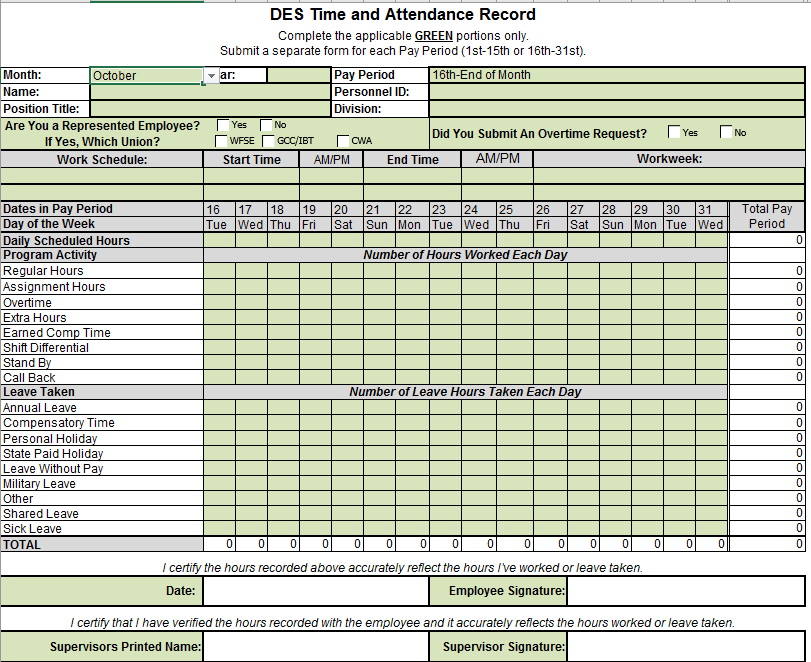 DES Time and Attendance Record
Complete the applicable GREEN portions only.
Submit a separate form for each Pay Period (1st-15th or 16th-31st).
Month: October ar: Pay Period 16th-End of Month
Name: Personnel ID:
Position Title: Division:
Are You a Represented Employee? Yes No
If Yes, Which Union? WFSE GCC/IBT CWA
Did You Submit An Overtime Request? Yes No
Work Schedule: Start Time AM/PM End Time AM/PM Workweek:
Dates in Pay Period 16 17 18 19 20 21 22 23 24 25 26 27 28 29 30 31 Total Pay
Day of the Week Tue Wed Thu Fri Sat Sun Mon Tue Wed Thu Fri Sat Sun Mon Tue Wed Period
Daily Scheduled Hours 0
Program Activity Number of Hours Worked Each Day
Regular Hours 0
Assignment Hours 0
Overtime 0
Extra Hours 0
Earned Comp Time 0
Shift Differential 0
Stand By 0
Call Back 0
Leave Taken Number of Leave Hours Taken Each Day
Annual Leave 0
Compensatory Time 0
Personal Holiday 0
State Paid Holiday 0
Leave Without Pay 0
Military Leave 0
Other 0
Shared Leave 0
Sick Leave 0
TOTAL 0 0 0 0 0 0 0 0 0 0 0 0 0 0 0 0 0
I certify the hours recorded above accurately reflect the hours I've worked or leave taken.
Date: Employee Signature:
I certify that I have verified the hours recorded with the employee and it accurately reflects the hours worked or leave taken.
Supervisors Printed Name: Supervisor Signature: